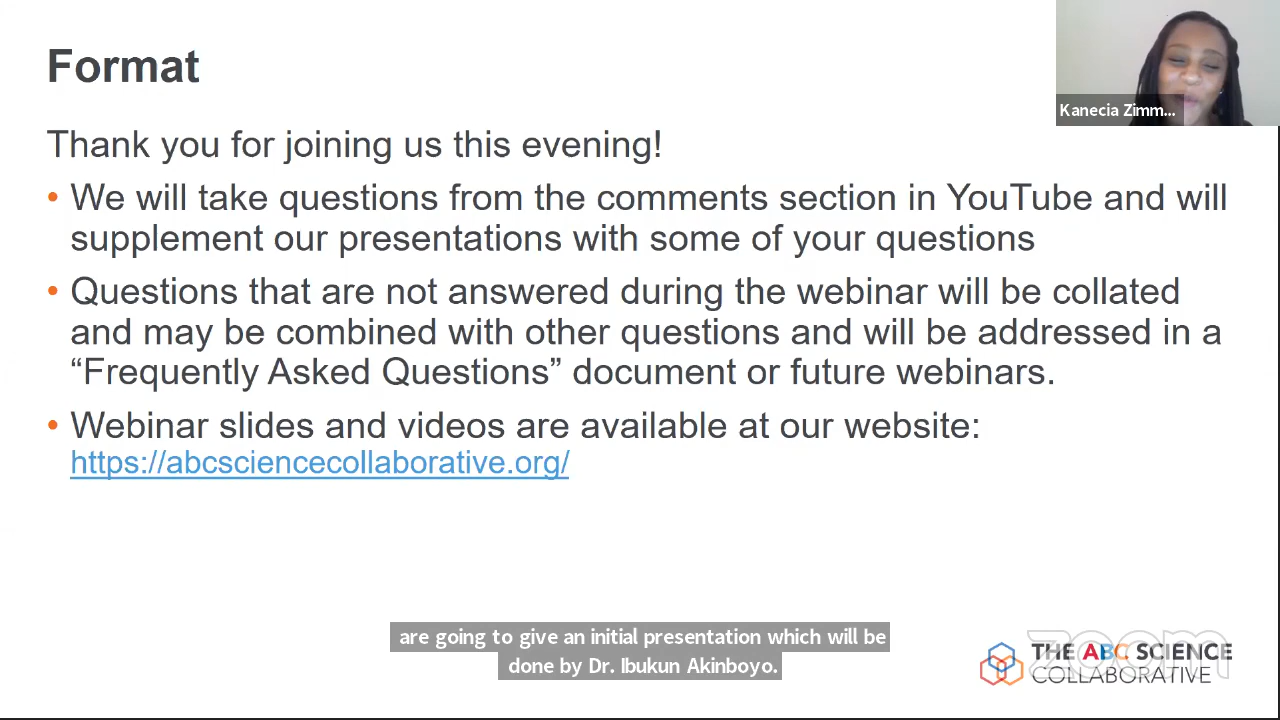 Format
Kanecia Zimm...
Thank you for joining us this evening!
• We will take questions from the comments section in YouTube and will
supplement our presentations with some of your questions
• Questions that are not answered during the webinar will be collated
and may be combined with other questions and will be addressed in a
“Frequently Asked Questions” document or future webinars.
• Webinar slides and videos are available at our website:
https://abcsciencecollaborative.org/
are going to give an initial presentation which will be
done by Dr. Ibukun Akinboyo.
THE ABC SCIENCE
COLLABORATIVE
zoom